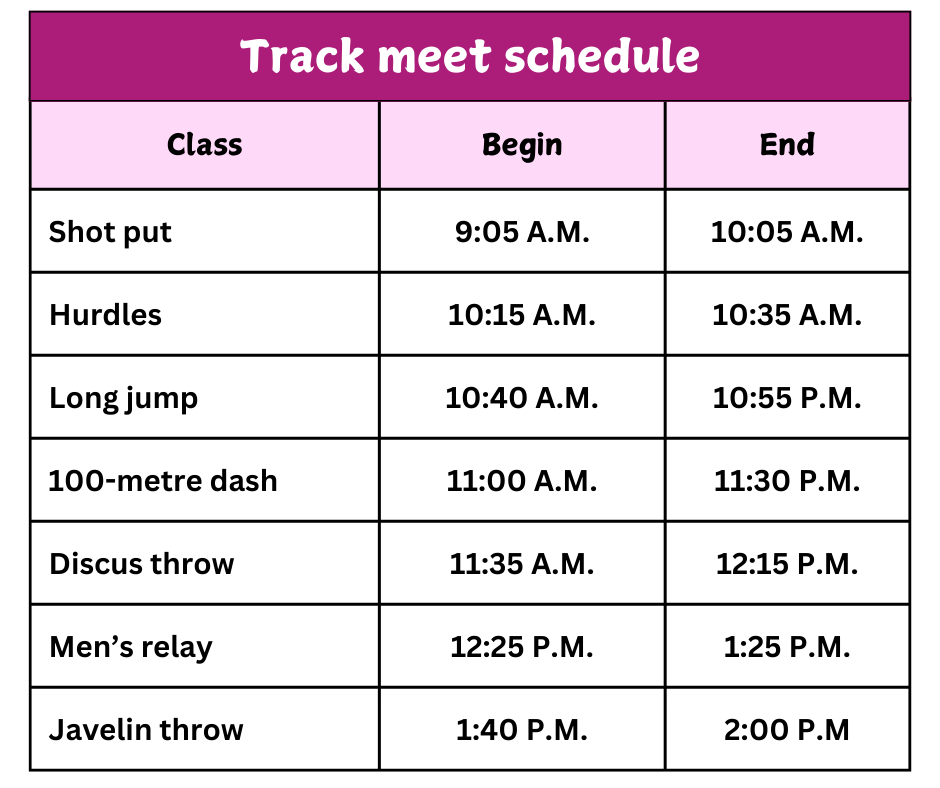 Track meet schedule
Class Begin End
Shot put 9:05 A.M. 10:05 A.M.
Hurdles 10:15 A.M. 10:35 A.M.
Long jump 10:40 A.M. 10:55 P.M.
100-metre dash 11:00 A.M. 11:30 P.M.
Discus throw 11:35 A.M. 12:15 P.M.
Men’s relay 12:25 P.M. 1:25 P.M.
Javelin throw 1:40 P.M. 2:00 P.M